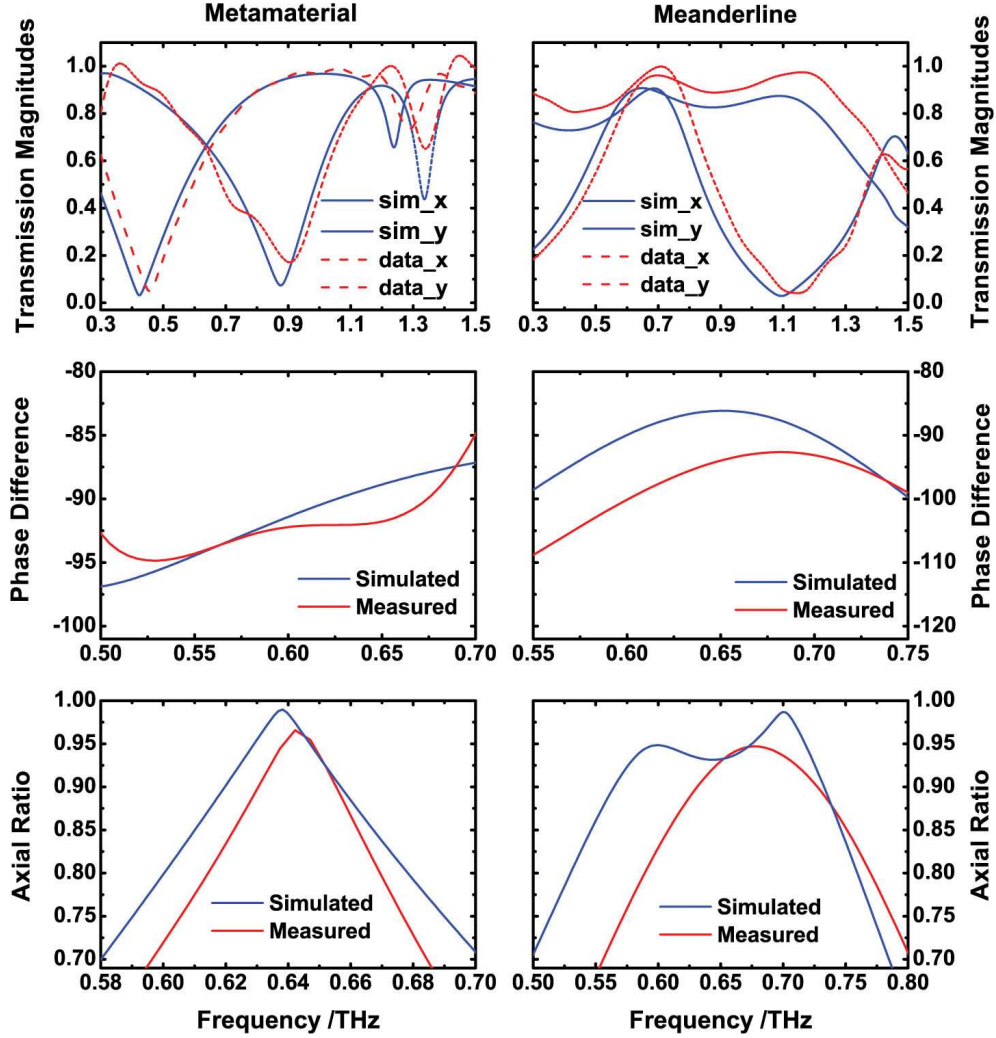 Metamaterial
Meanderline
Transmission Magnitudes
1.0
0.8
0.6
0.4
0.2
0.0
sim_x
sim_y
data_x
data_y
0.3 0.5 0.7 0.9 1.1 1.3 1.5
sim_x
sim_y
data_x
data_y
0.3 0.5 0.7 0.9 1.1 1.3 1.5
1.0
0.8
0.6
0.4
0.2
0.0
Transmission Magnitudes
Phase Difference
-80
-85
-90
-95
-100
Simulated
Measured
0.50 0.55 0.60 0.65 0.70
Simulated
Measured
0.55 0.60 0.65 0.70 0.75
-80
-90
-100
-110
-120
Phase Difference
Axial Ratio
1.00
0.95
0.90
0.85
0.80
0.75
0.70
Simulated
Measured
0.58 0.60 0.62 0.64 0.66 0.68 0.70
Frequency /THz
Simulated
Measured
0.50 0.55 0.60 0.65 0.70 0.75 0.80
Frequency /THz
1.00
0.95
0.90
0.85
0.80
0.75
0.70
Axial Ratio